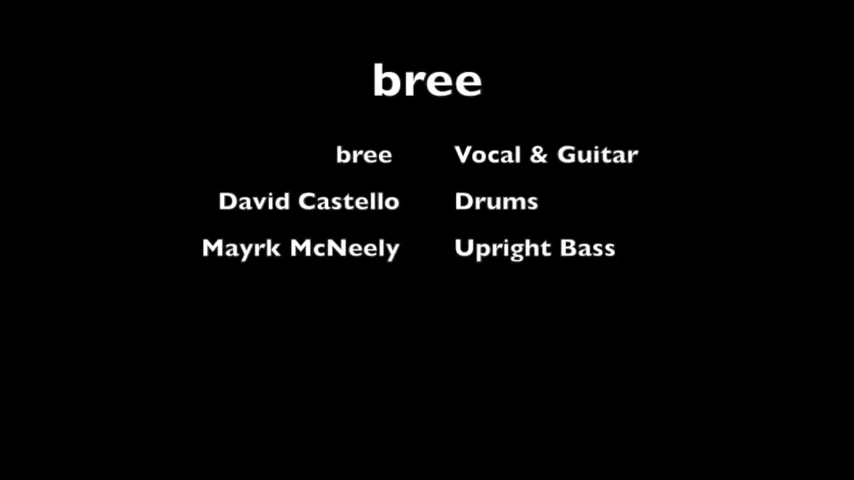 bree
bree Vocal & Guitar
David Castello Drums
Mayrk McNeely Upright Bass